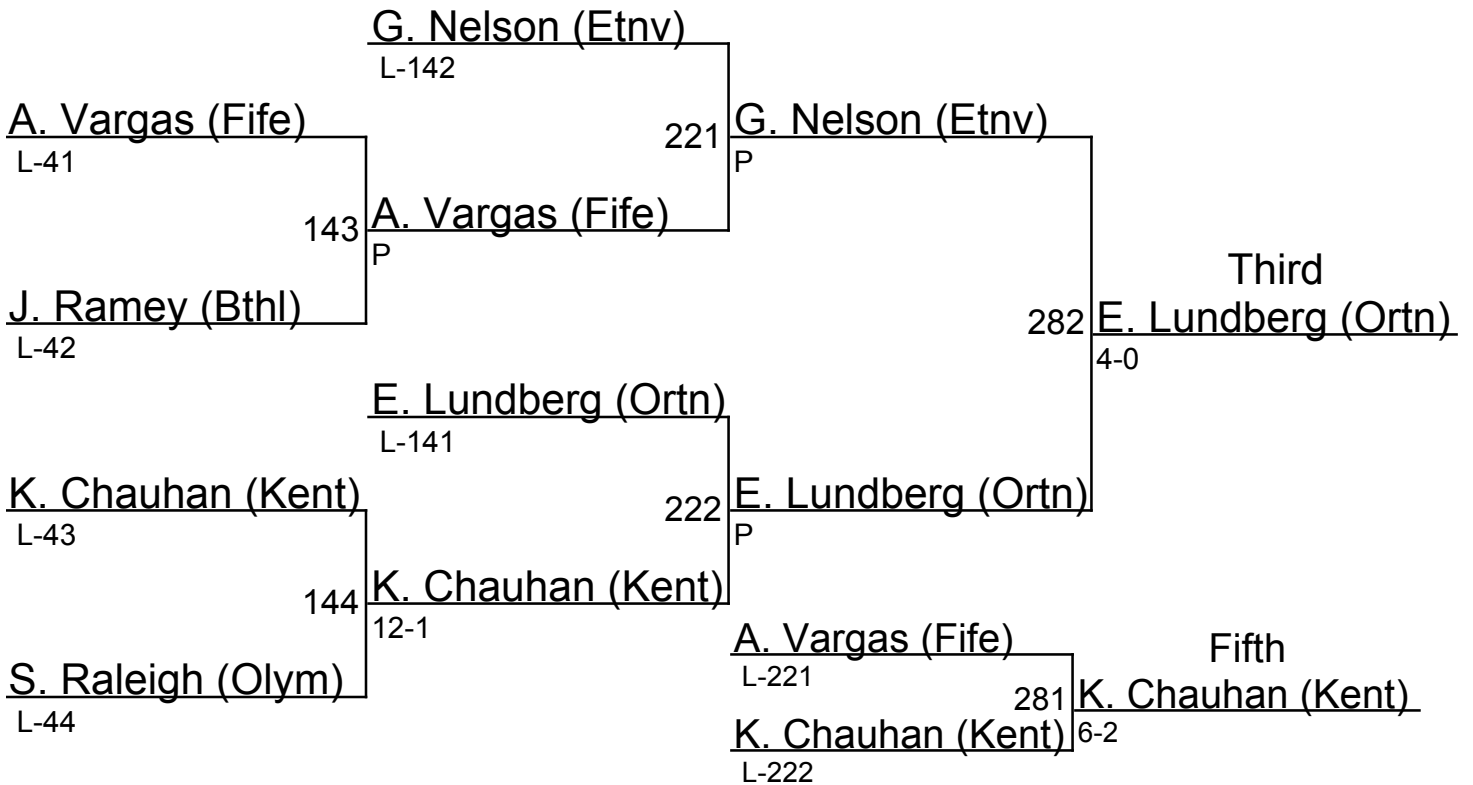 G. Nelson (Etnv)
L-142
A. Vargas (Fife)
L-41
221
G. Nelson (Etnv)
P
143
A. Vargas (Fife)
P
J. Ramey (Bthl)
L-42
Third
282
E. Lundberg (Ortn)
4-0
E. Lundberg (Ortn)
L-141
K. Chauhan (Kent)
L-43
222
E. Lundberg (Ortn)
P
144
K. Chauhan (Kent)
12-1
S. Raleigh (Olym)
L-44
A. Vargas (Fife)
L-221
Fifth
281
K. Chauhan (Kent)
6-2
K. Chauhan (Kent)
L-222